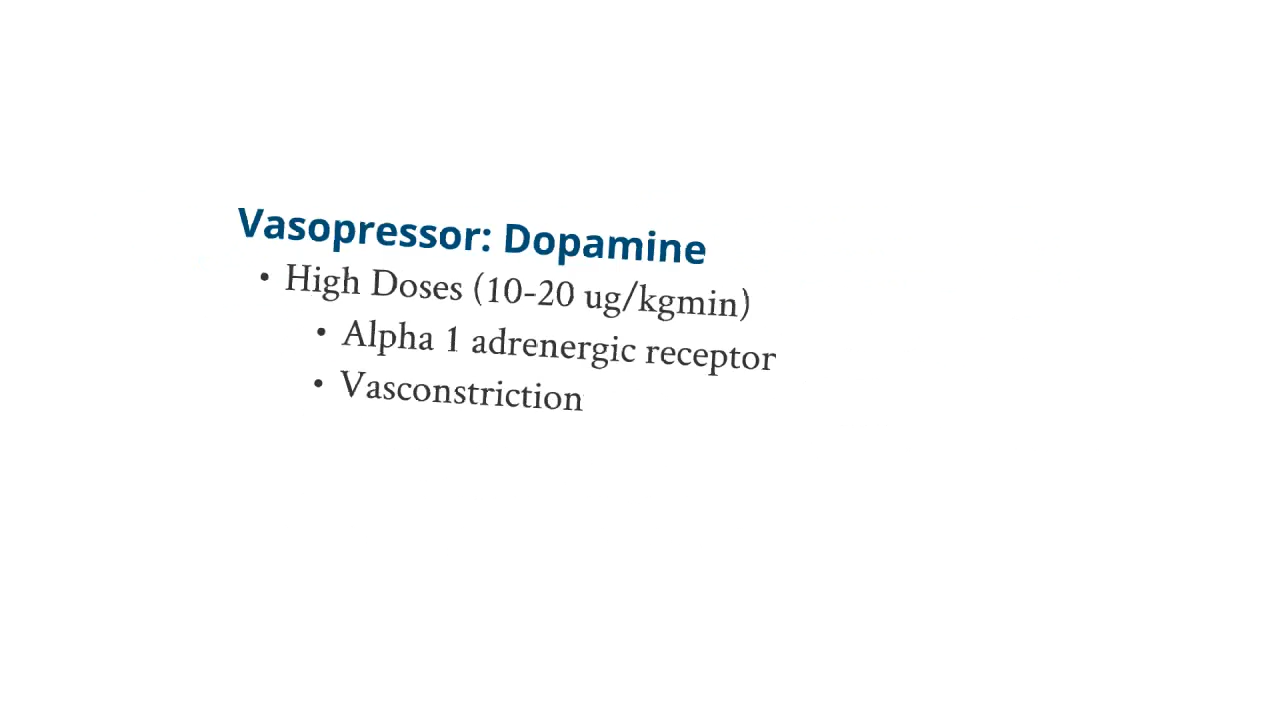 Vasopressor: Dopamine
• High Doses (10-20 ug/kgmin)
• Alpha 1 adrenergic receptor
• Vasconstriction